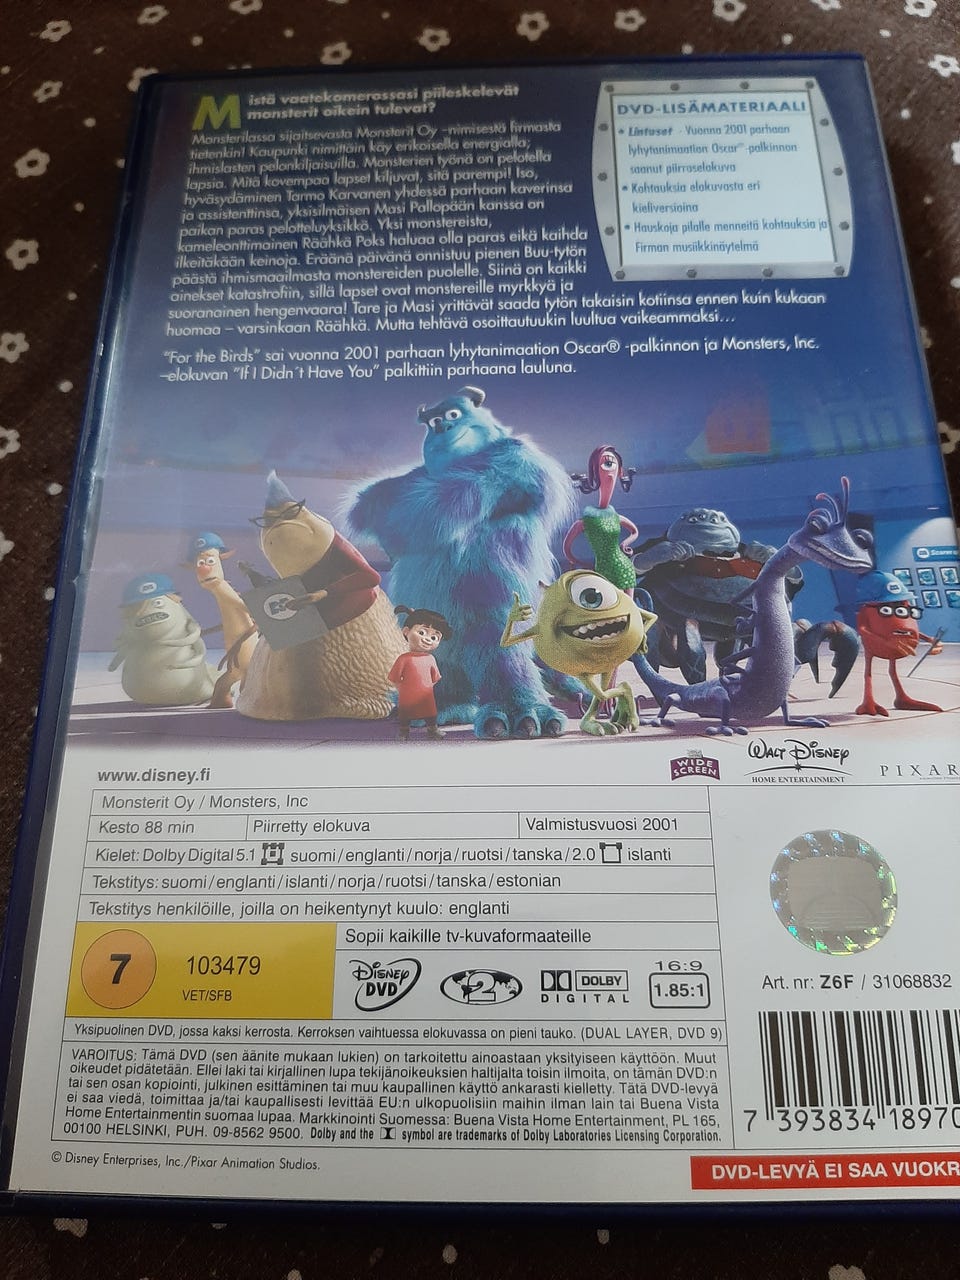 Mistä vaatekomerossasi piileskelevät
monsterit oikein tulevat?
Monsterilassa sijaitsevasta Monsterit Oy -nimisestä firmasta
tietenkin! Kaupunki nimittäin käy erikoisella energialla;
ihmislasten pelonkiljaisuilla. Monsterien työnä on pelotella
lapsia. Mitä kovempaa lapset kiljuvat, sitä parempi! Iso,
hyväsydäminen Tarmo Karvanen yhdessä parhaan kaverinsa
ja assistenttinsa, yksisilmäisen Masi Pallopään kanssa on
paikan paras pelotteluyksikkö. Yksi monstereista,
kameleonttimainen Räähkä Poks haluaa olla paras eikä kaihda
ilkeitäkään keinoja. Eräänä päivänä onnistuu pienen Buu-tytön
päästä ihmismaailmasta monstereiden puolelle. Siinä on kaikki
ainekset katastrofiin, sillä lapset ovat monstereille myrkkyä ja
suoranainen hengenvaara! Tare ja Masi yrittävät saada tytön takaisin kotiinsa ennen kuin kukaan
huomaa – varsinkaan Räähkä. Mutta tehtävä osoittautuukin luultua vaikeammaksi...
"For the Birds" sai vuonna 2001 parhaan lyhytanimaation Oscar® -palkinnon ja Monsters, Inc.
-elokuvan "If I Didn´t Have You" palkittiin parhaana lauluna.
DVD-LISÄMATERIAALI
• Lintuset - Vuonna 2001 parhaan
lyhytanimaation Oscar® -palkinnon
saanut piirroselokuva
• Kohtauksia elokuvasta eri
kieliversioina
• Hauskoja pilalle menneitä kohtauksia ja
Firman musiikkinäytelmä
www.disney.fi
WIDE
SCREEN
WALT DISNEY
HOME ENTERTAINMENT
PIXAR
Monsterit Oy / Monsters, Inc
Kesto 88 min
Piirretty elokuva
Valmistusvuosi 2001
Kielet: Dolby Digital 5.1 suomi/englanti/norja/ruotsi/tanska/2.0 islanti
Tekstitys: suomi/englanti/islanti/norja/ruotsi/tanska/estonian
Tekstitys henkilöille, joilla on heikentynyt kuulo: englanti
7
103479
VET/SFB
Sopii kaikille tv-kuvaformaateille
DISNEY
DVD
2
DOLBY
DIGITAL
16:9
1.85:1
Yksipuolinen DVD, jossa kaksi kerrosta. Kerroksen vaihtuessa elokuvassa on pieni tauko. (DUAL LAYER, DVD 9)
VAROITUS: Tämä DVD (sen äänite mukaan lukien) on tarkoitettu ainoastaan yksityiseen käyttöön. Muut
oikeudet pidätetään. Ellei laki tai kirjallinen lupa tekijänoikeuksien haltijalta toisin ilmoita, on tämän DVD:n
tai sen osan kopiointi, julkinen esittäminen tai muu kaupallinen käyttö ankarasti kielletty. Tätä DVD-levyä
ei saa viedä, toimittaa ja/tai kaupallisesti levittää EU:n ulkopuolisiin maihin ilman lain tai Buena Vista
Home Entertainmentin suomaa lupaa. Markkinointi Suomessa: Buena Vista Home Entertainment, PL 165,
00100 HELSINKI, PUH. 09-8562 9500. Dolby and the symbol are trademarks of Dolby Laboratories Licensing Corporation.
Art. nr: Z6F / 31068832
7 393834 18970
© Disney Enterprises, Inc./Pixar Animation Studios.
DVD-LEVYÄ EI SAA VUOKR